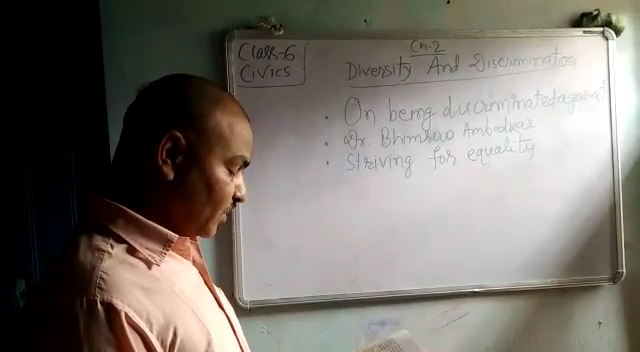 Class-6
Civics
Ch-2
Diversity And Discrimination
• On being discriminated against
• Dr. Bhimrao Ambedkar
• Striving for equality